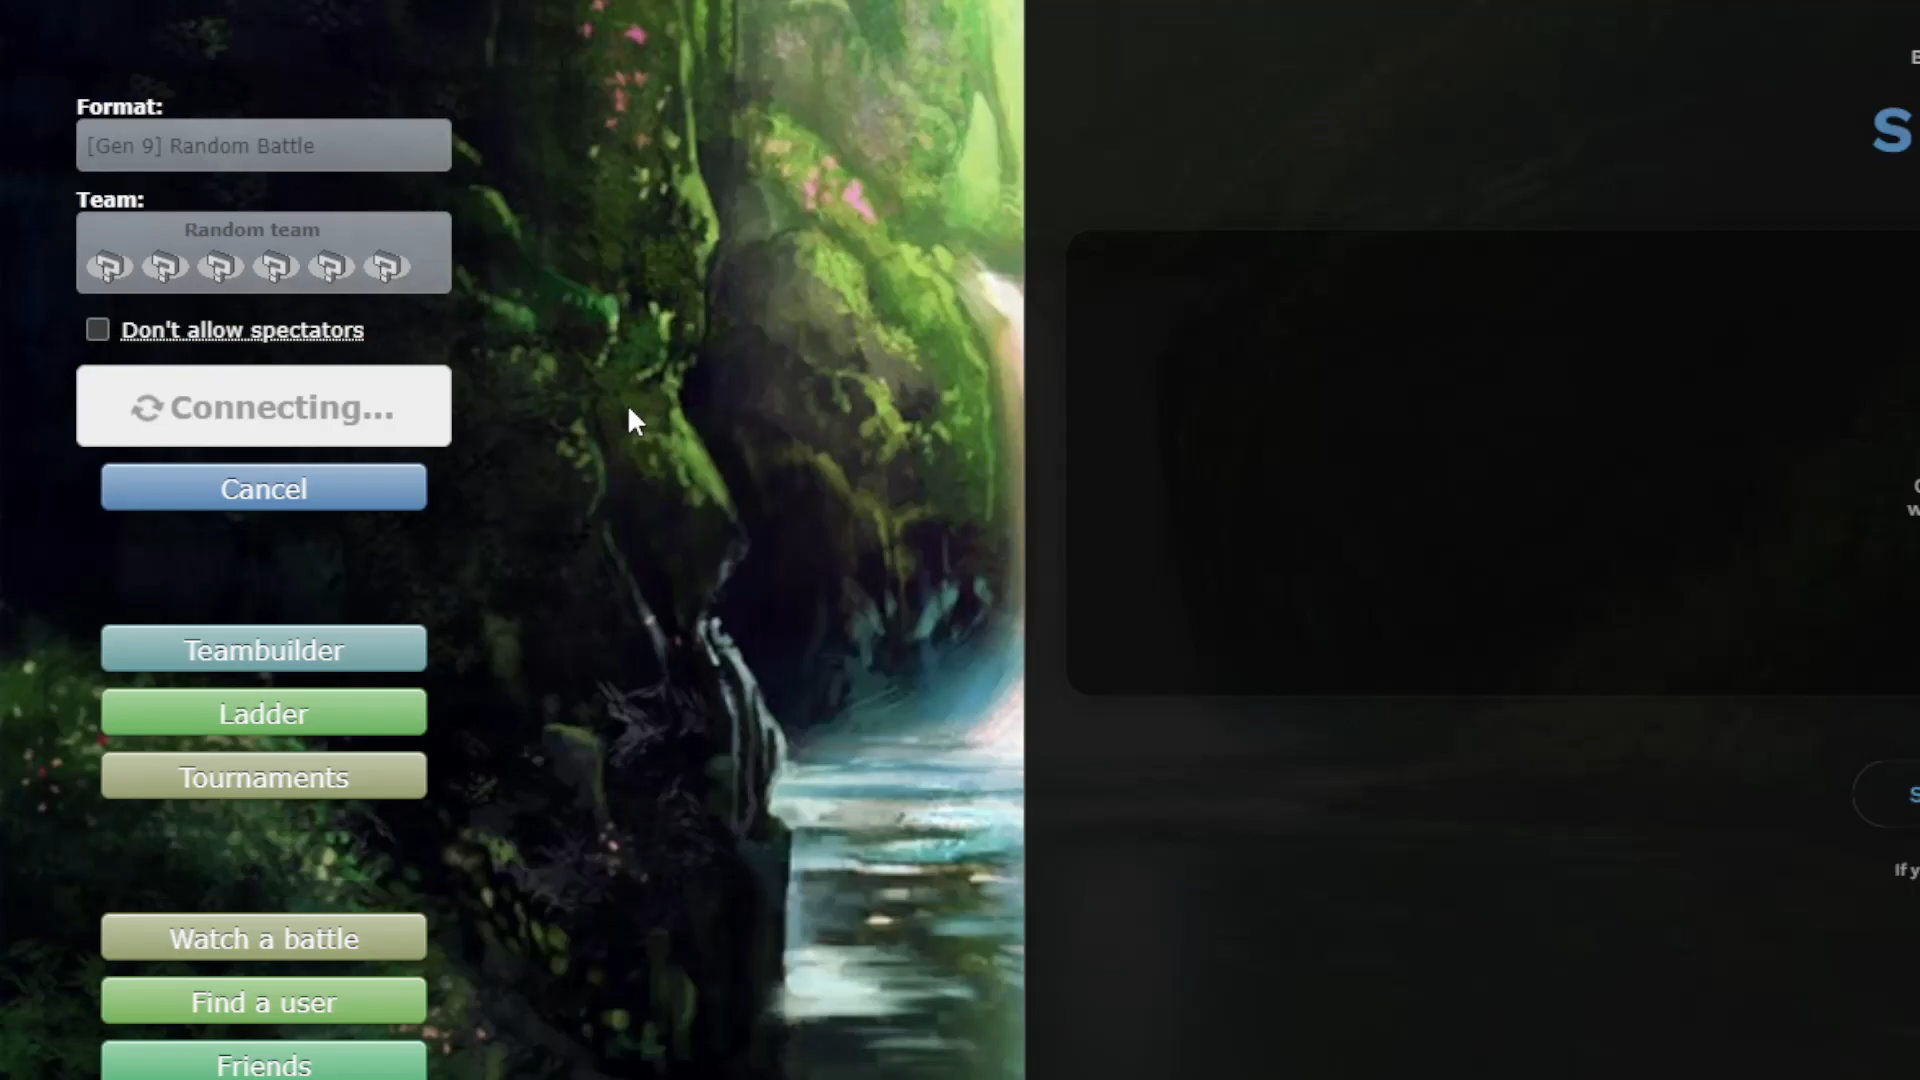 Format:
[Gen 9] Random Battle
Team:
Random team
Don't allow spectators
Connecting...
Cancel
Teambuilder
Ladder
Tournaments
Watch a battle
Find a user
Friends
S
If y